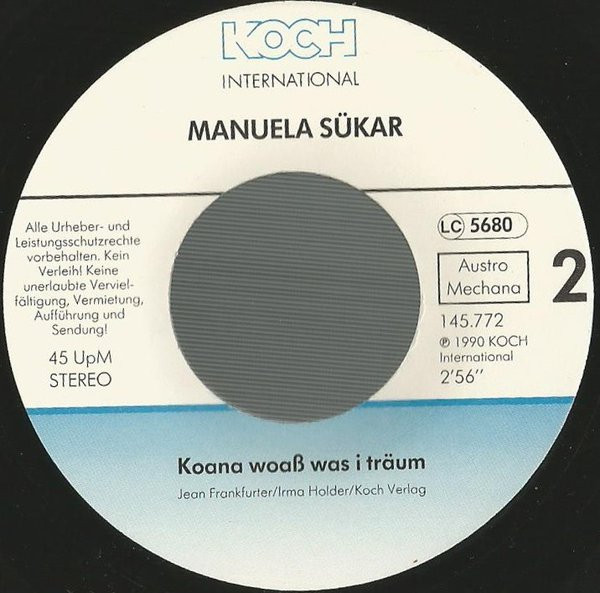 KOCH
INTERNATIONAL
MANUELA SÜKAR
Alle Urheber- und
Leistungsschutzrechte
vorbehalten. Kein
Verleih! Keine
unerlaubte Verviel-
fältigung, Vermietung,
Aufführung und
Sendung!
45 UpM
STEREO
LC 5680
Austro
Mechana
2
145.772
℗ 1990 KOCH
International
2'56''
Koana woaß was i träum
Jean Frankfurter/Irma Holder/Koch Verlag